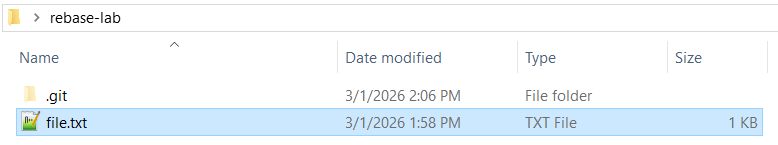 rebase-lab
Name Date modified Type Size
.git 3/1/2026 2:06 PM File folder
file.txt 3/1/2026 1:58 PM TXT File 1 KB